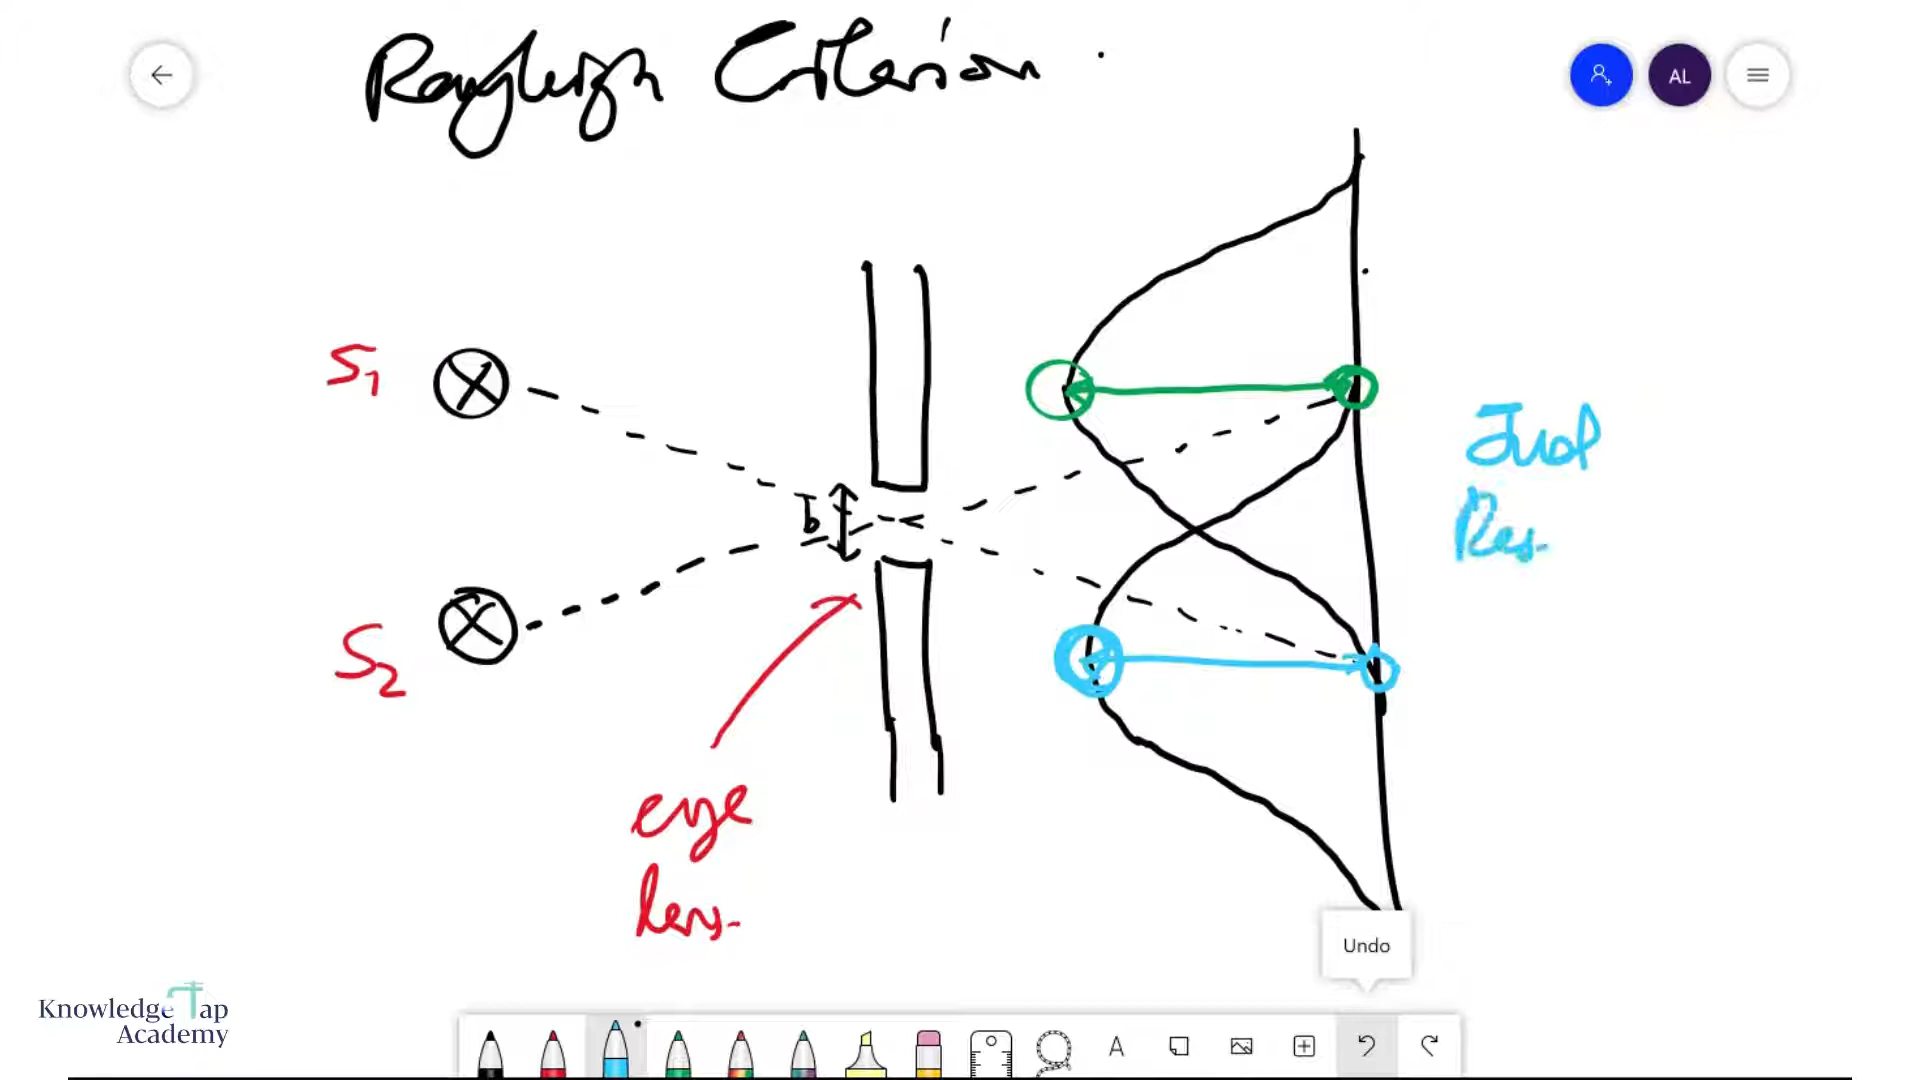 Rayleigh Criterion
AL
S1
Just
Res.
b
S2
eye
lens.
Undo
Knowledge Tap
Academy
A